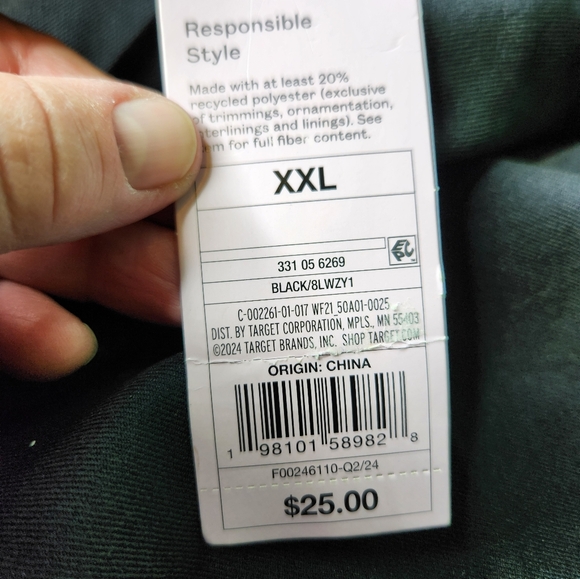 Responsible
Style
Made with at least 20%
recycled polyester (exclusive
of trimmings, ornamentation,
terlinings and linings). See
m for full fiber content.
XXL
EPC
331 05 6269
BLACK/8LWZY1
C-002261-01-017 WF21_50A01-0025
DIST. BY TARGET CORPORATION, MPLS., MN 55403
©2024 TARGET BRANDS, INC. SHOP TARGET.COM
ORIGIN: CHINA
1 98101 58982 8
F00246110-Q2/24
$25.00